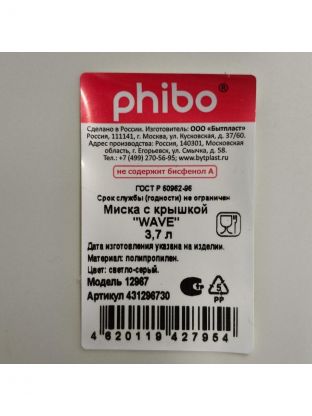 phibo®
Сделано в России. Изготовитель: ООО «Бытпласт»
Россия, 111141, г. Москва, ул. Кусковская, д. 37/60.
Адрес производства: Россия, 140301, Московская
область, г. Егорьевск, ул. Смычка, д. 58.
Тел.: +7 (499) 270-56-95; www.bytplast.ru
не содержит бисфенол А
ГОСТ Р 50962-96
Срок службы (годности) не ограничен
Миска с крышкой
"WAVE"
3,7 л
Дата изготовления указана на изделии.
Материал: полипропилен.
Цвет: светло-серый.
Модель 12967
Артикул 431296730
5
PP
4 620119 427954